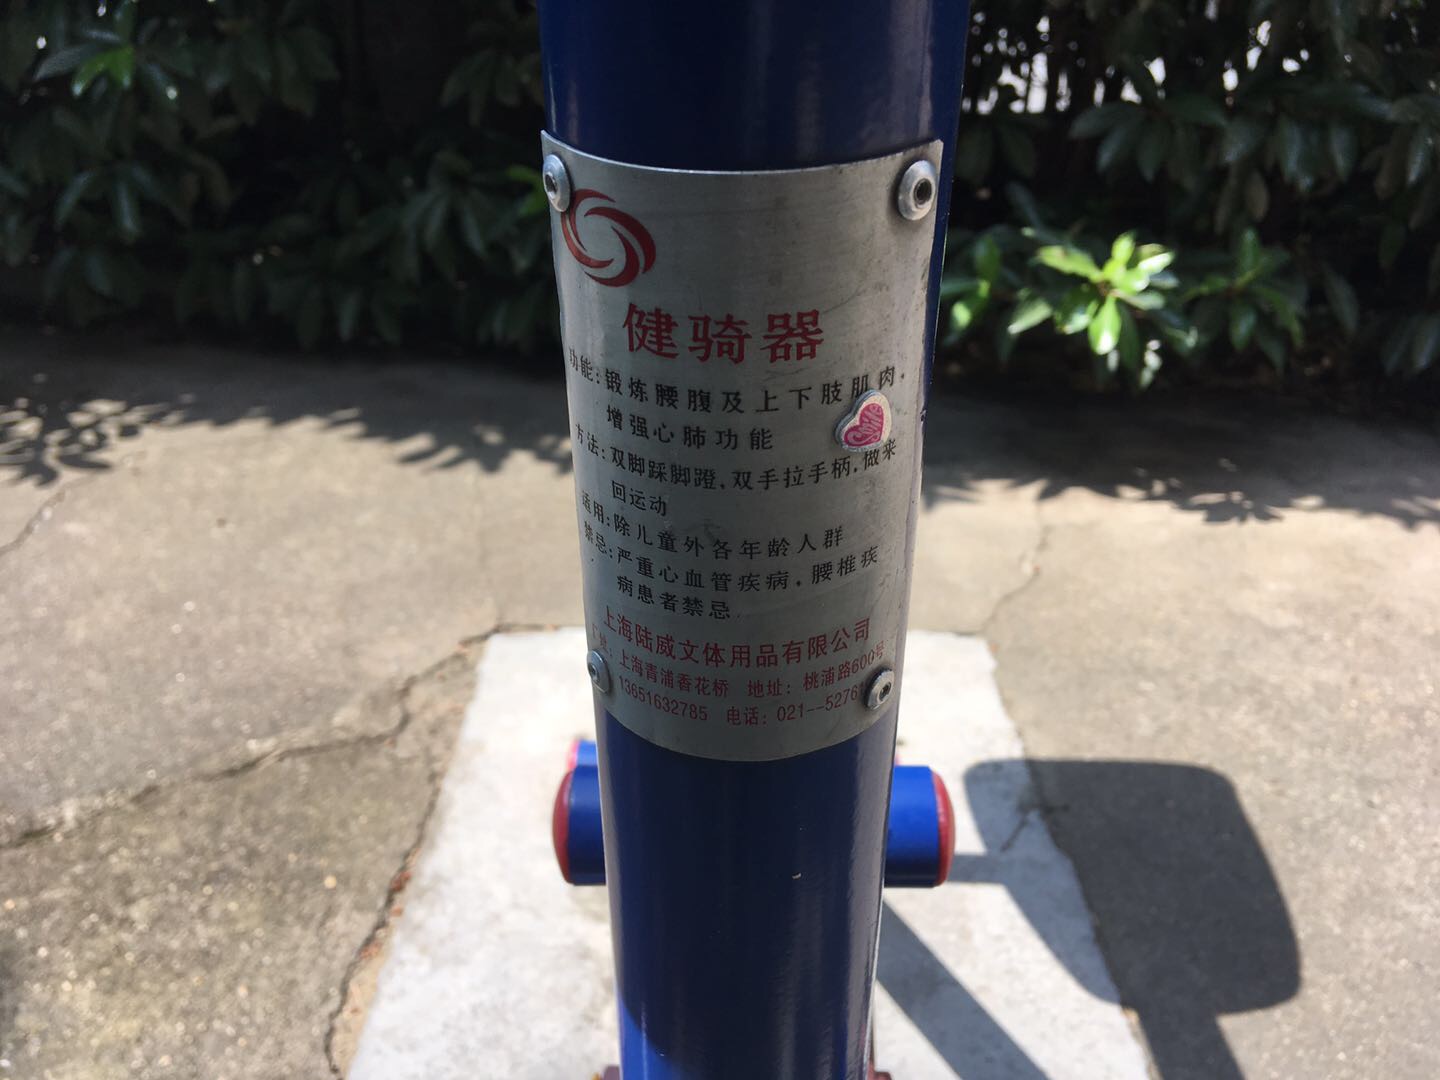 健骑器
功能:锻炼腰腹及上下肢肌肉.
增强心肺功能
方法:双脚踩脚蹬,双手拉手柄,做来
回运动
适用:除儿童外各年龄人群
禁忌:严重心血管疾病,腰椎疾
病患者禁忌
上海陆威文体用品有限公司
上海青浦香花桥 地址:桃浦路600号
13651632785 电话:021--5276